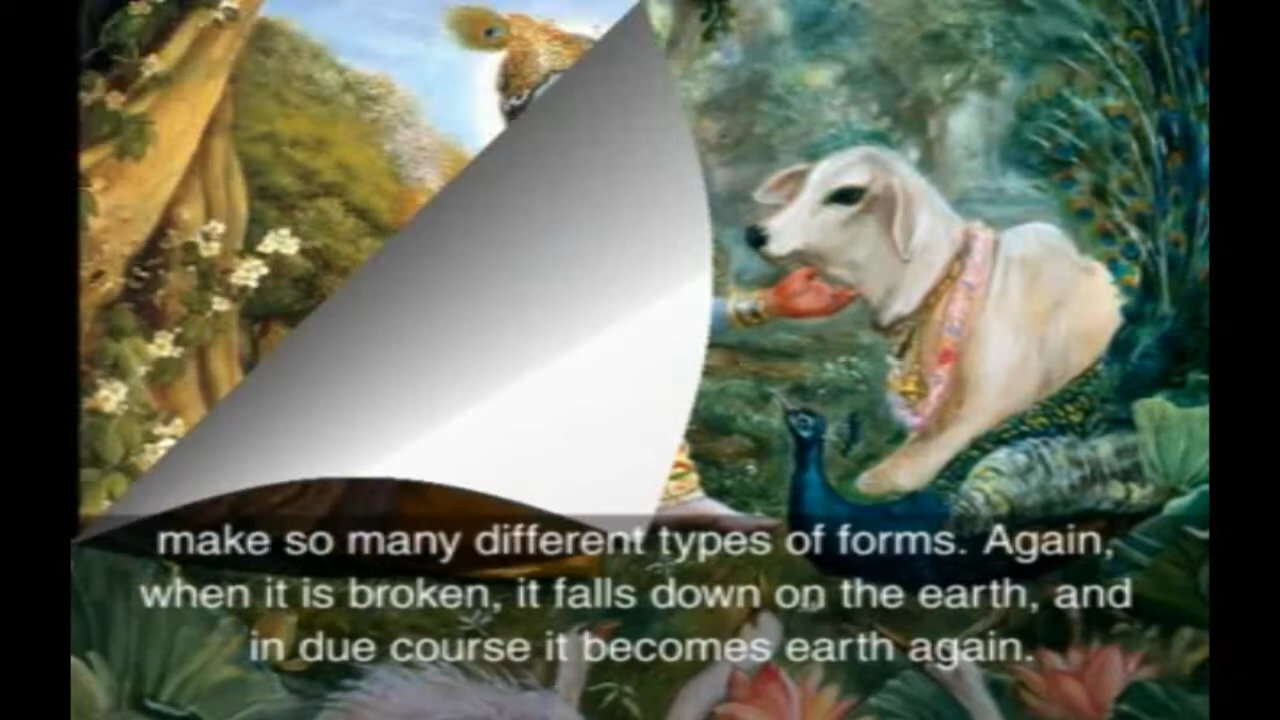 make so many different types of forms. Again,
when it is broken, it falls down on the earth, and
in due course it becomes earth again.